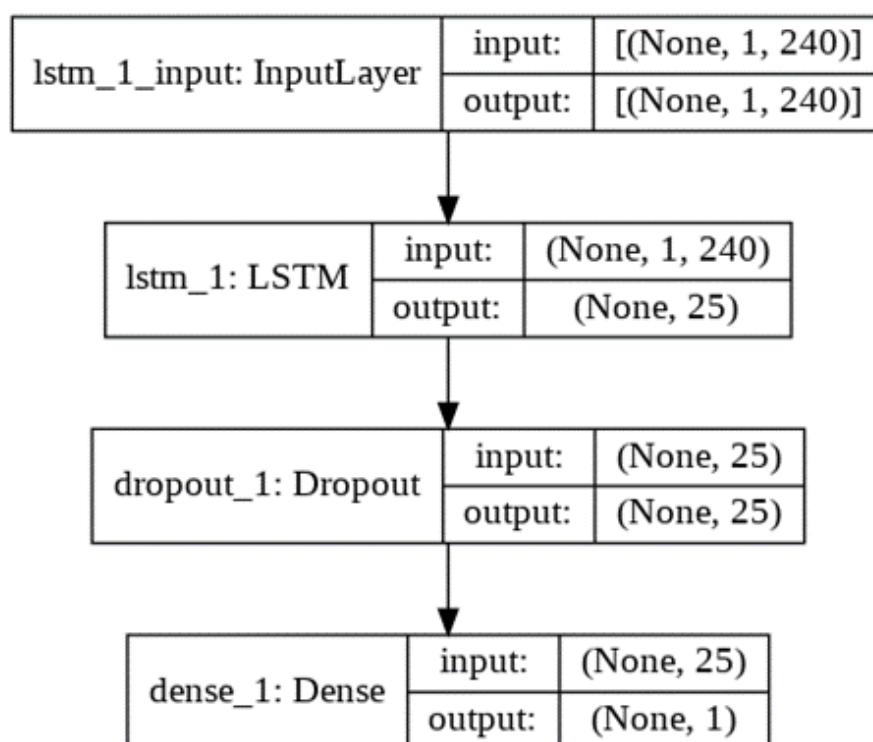 lstm_1_input: InputLayer
input: [(None, 1, 240)]
output: [(None, 1, 240)]
lstm_1: LSTM
input: (None, 1, 240)
output: (None, 25)
dropout_1: Dropout
input: (None, 25)
output: (None, 25)
dense_1: Dense
input: (None, 25)
output: (None, 1)